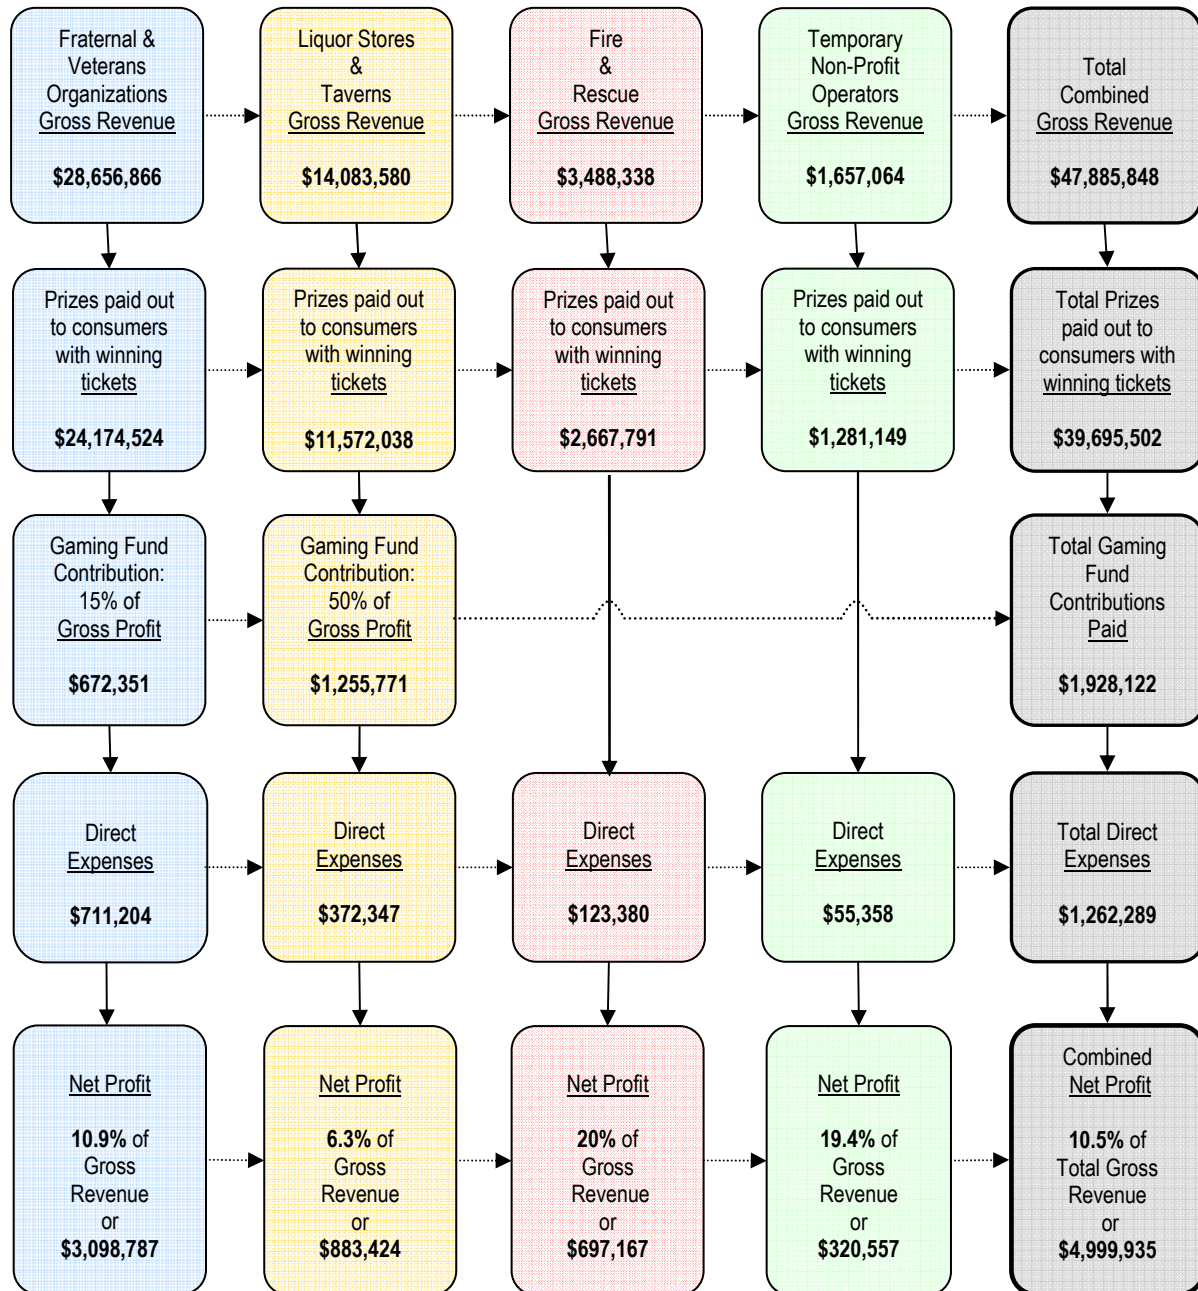 Fraternal &
Veterans
Organizations
Gross Revenue
$28,656,866
Liquor Stores
&
Taverns
Gross Revenue
$14,083,580
Fire
&
Rescue
Gross Revenue
$3,488,338
Temporary
Non-Profit
Operators
Gross Revenue
$1,657,064
Total
Combined
Gross Revenue
$47,885,848
Prizes paid out
to consumers
with winning
tickets
$24,174,524
Prizes paid out
to consumers
with winning
tickets
$11,572,038
Prizes paid out
to consumers
with winning
tickets
$2,667,791
Prizes paid out
to consumers
with winning
tickets
$1,281,149
Total Prizes
paid out to
consumers with
winning tickets
$39,695,502
Gaming Fund
Contribution:
15% of
Gross Profit
$672,351
Gaming Fund
Contribution:
50% of
Gross Profit
$1,255,771
Total Gaming
Fund
Contributions
Paid
$1,928,122
Direct
Expenses
$711,204
Direct
Expenses
$372,347
Direct
Expenses
$123,380
Direct
Expenses
$55,358
Total Direct
Expenses
$1,262,289
Net Profit
10.9% of
Gross
Revenue
or
$3,098,787
Net Profit
6.3% of
Gross
Revenue
or
$883,424
Net Profit
20% of
Gross
Revenue
or
$697,167
Net Profit
19.4% of
Gross
Revenue
or
$320,557
Combined
Net Profit
10.5% of
Total Gross
Revenue
or
$4,999,935